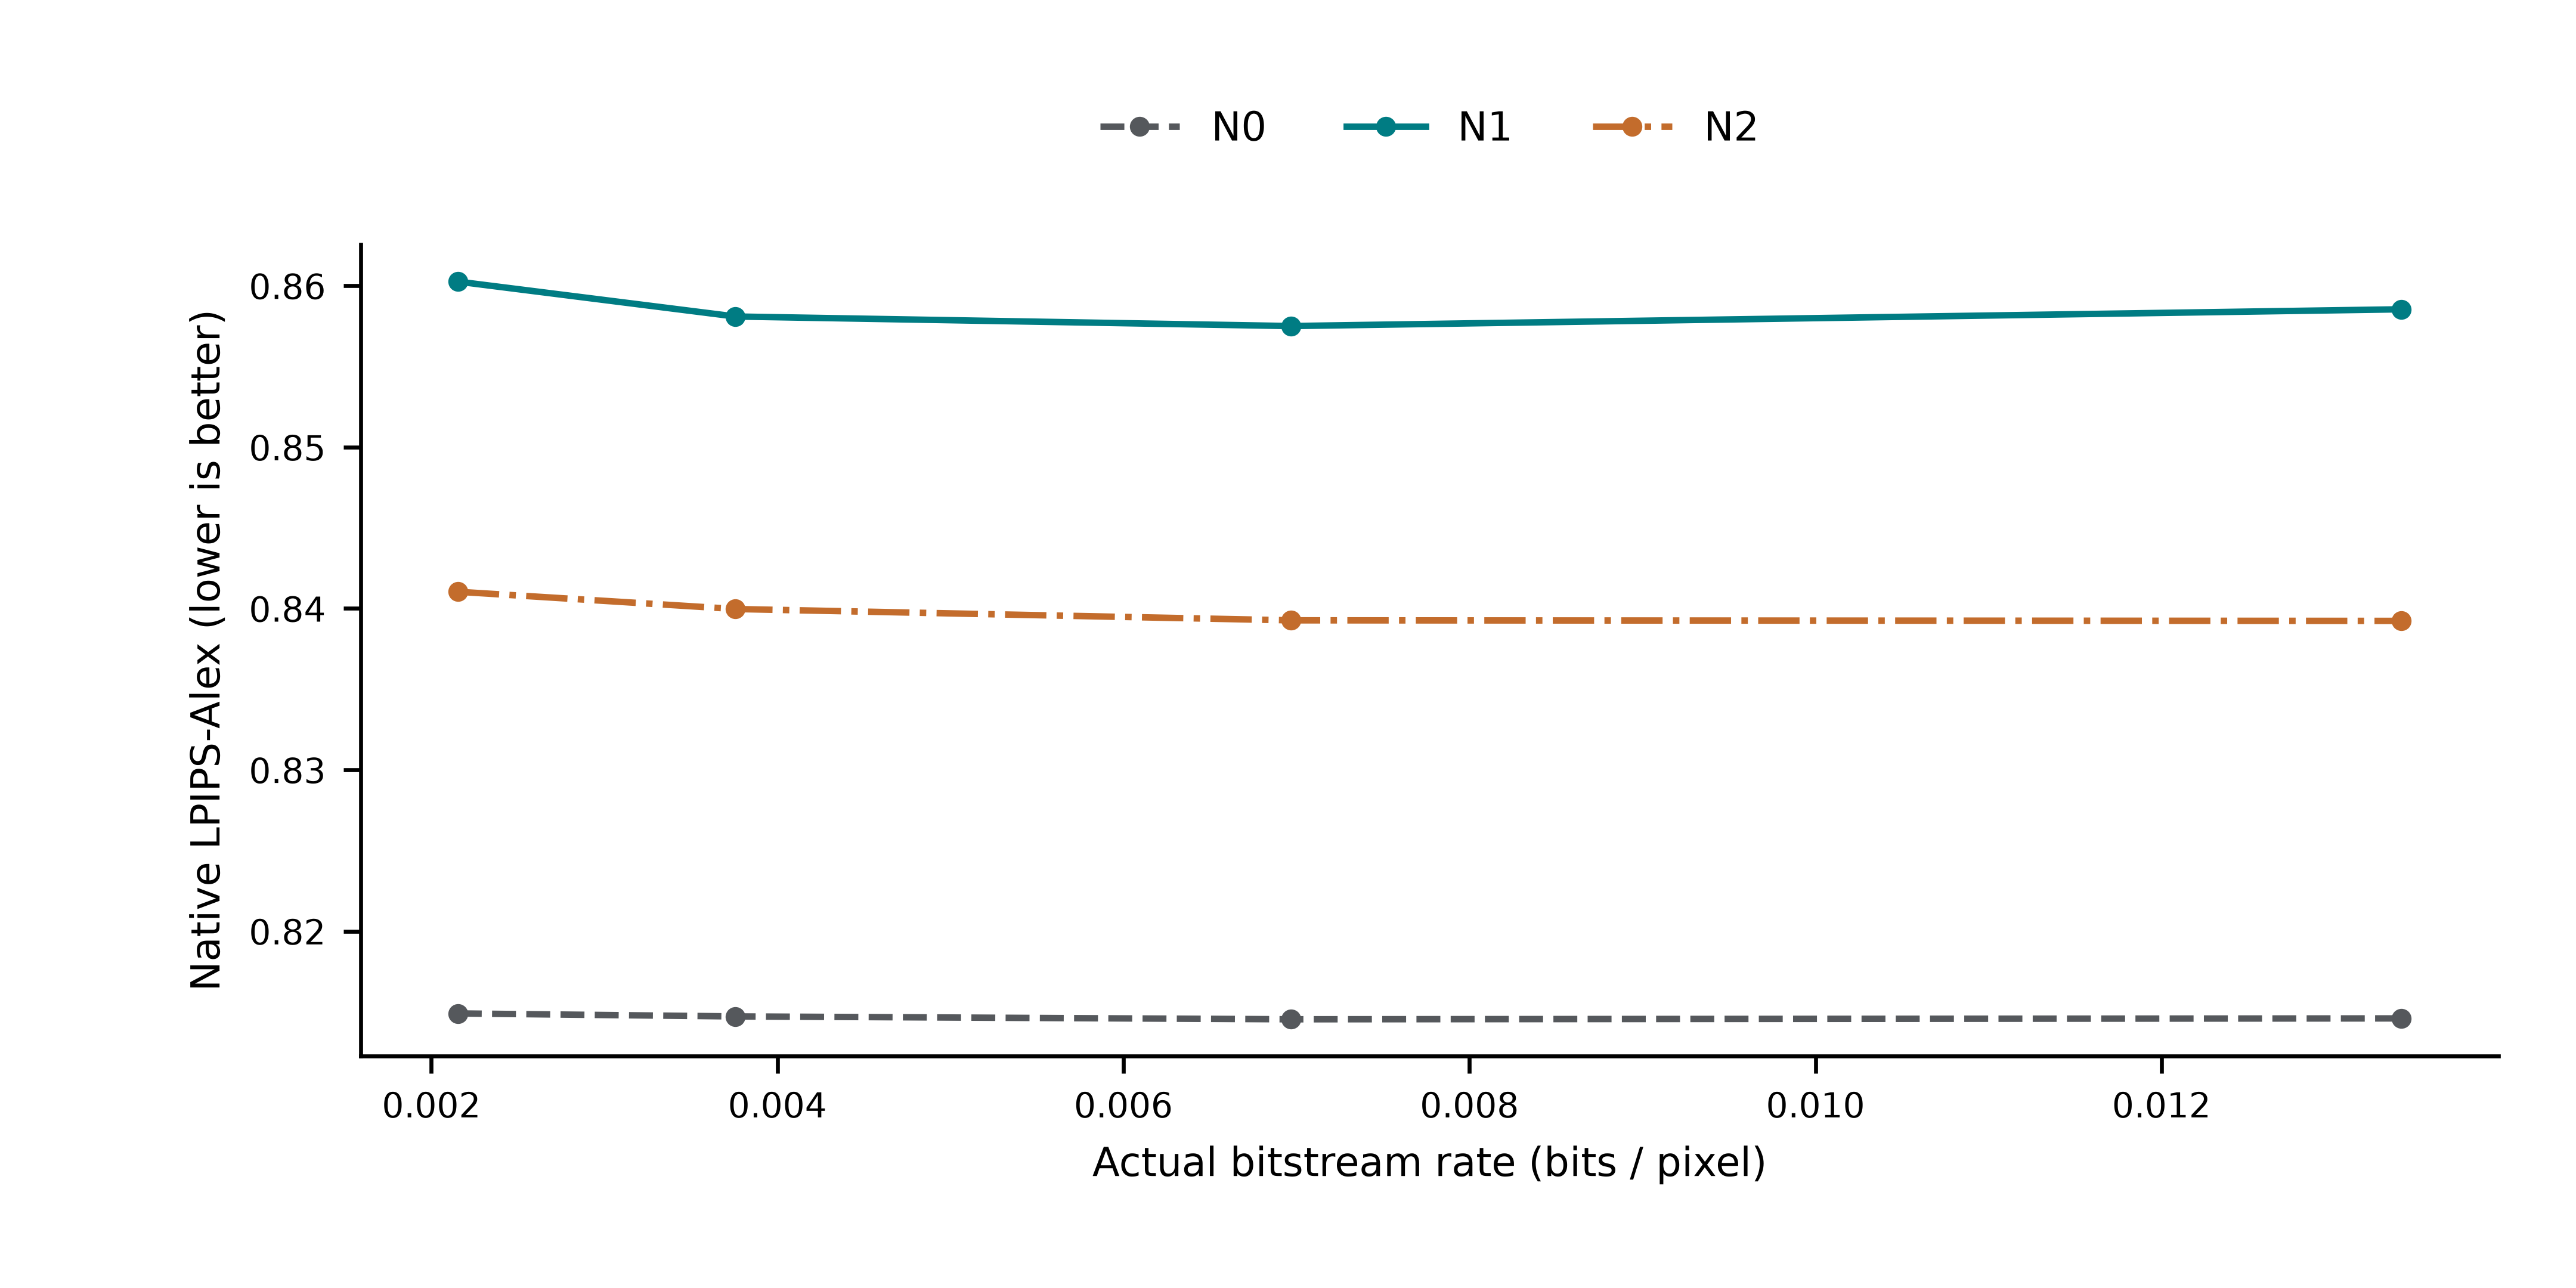 N0 N1 N2
Native LPIPS-Alex (lower is better)
0.86
0.85
0.84
0.83
0.82
0.002 0.004 0.006 0.008 0.010 0.012
Actual bitstream rate (bits / pixel)